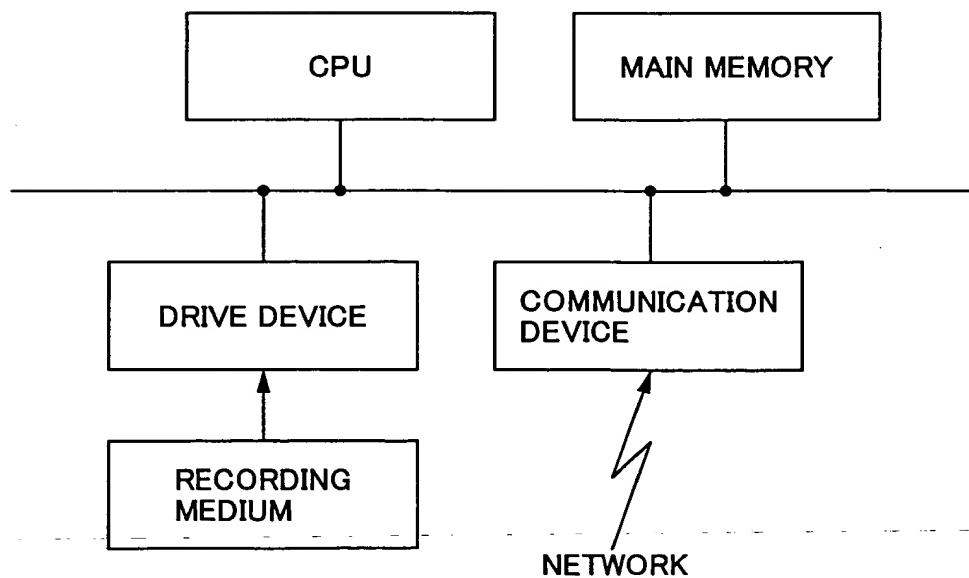 CPU
MAIN MEMORY
DRIVE DEVICE
COMMUNICATION
DEVICE
RECORDING
MEDIUM
NETWORK